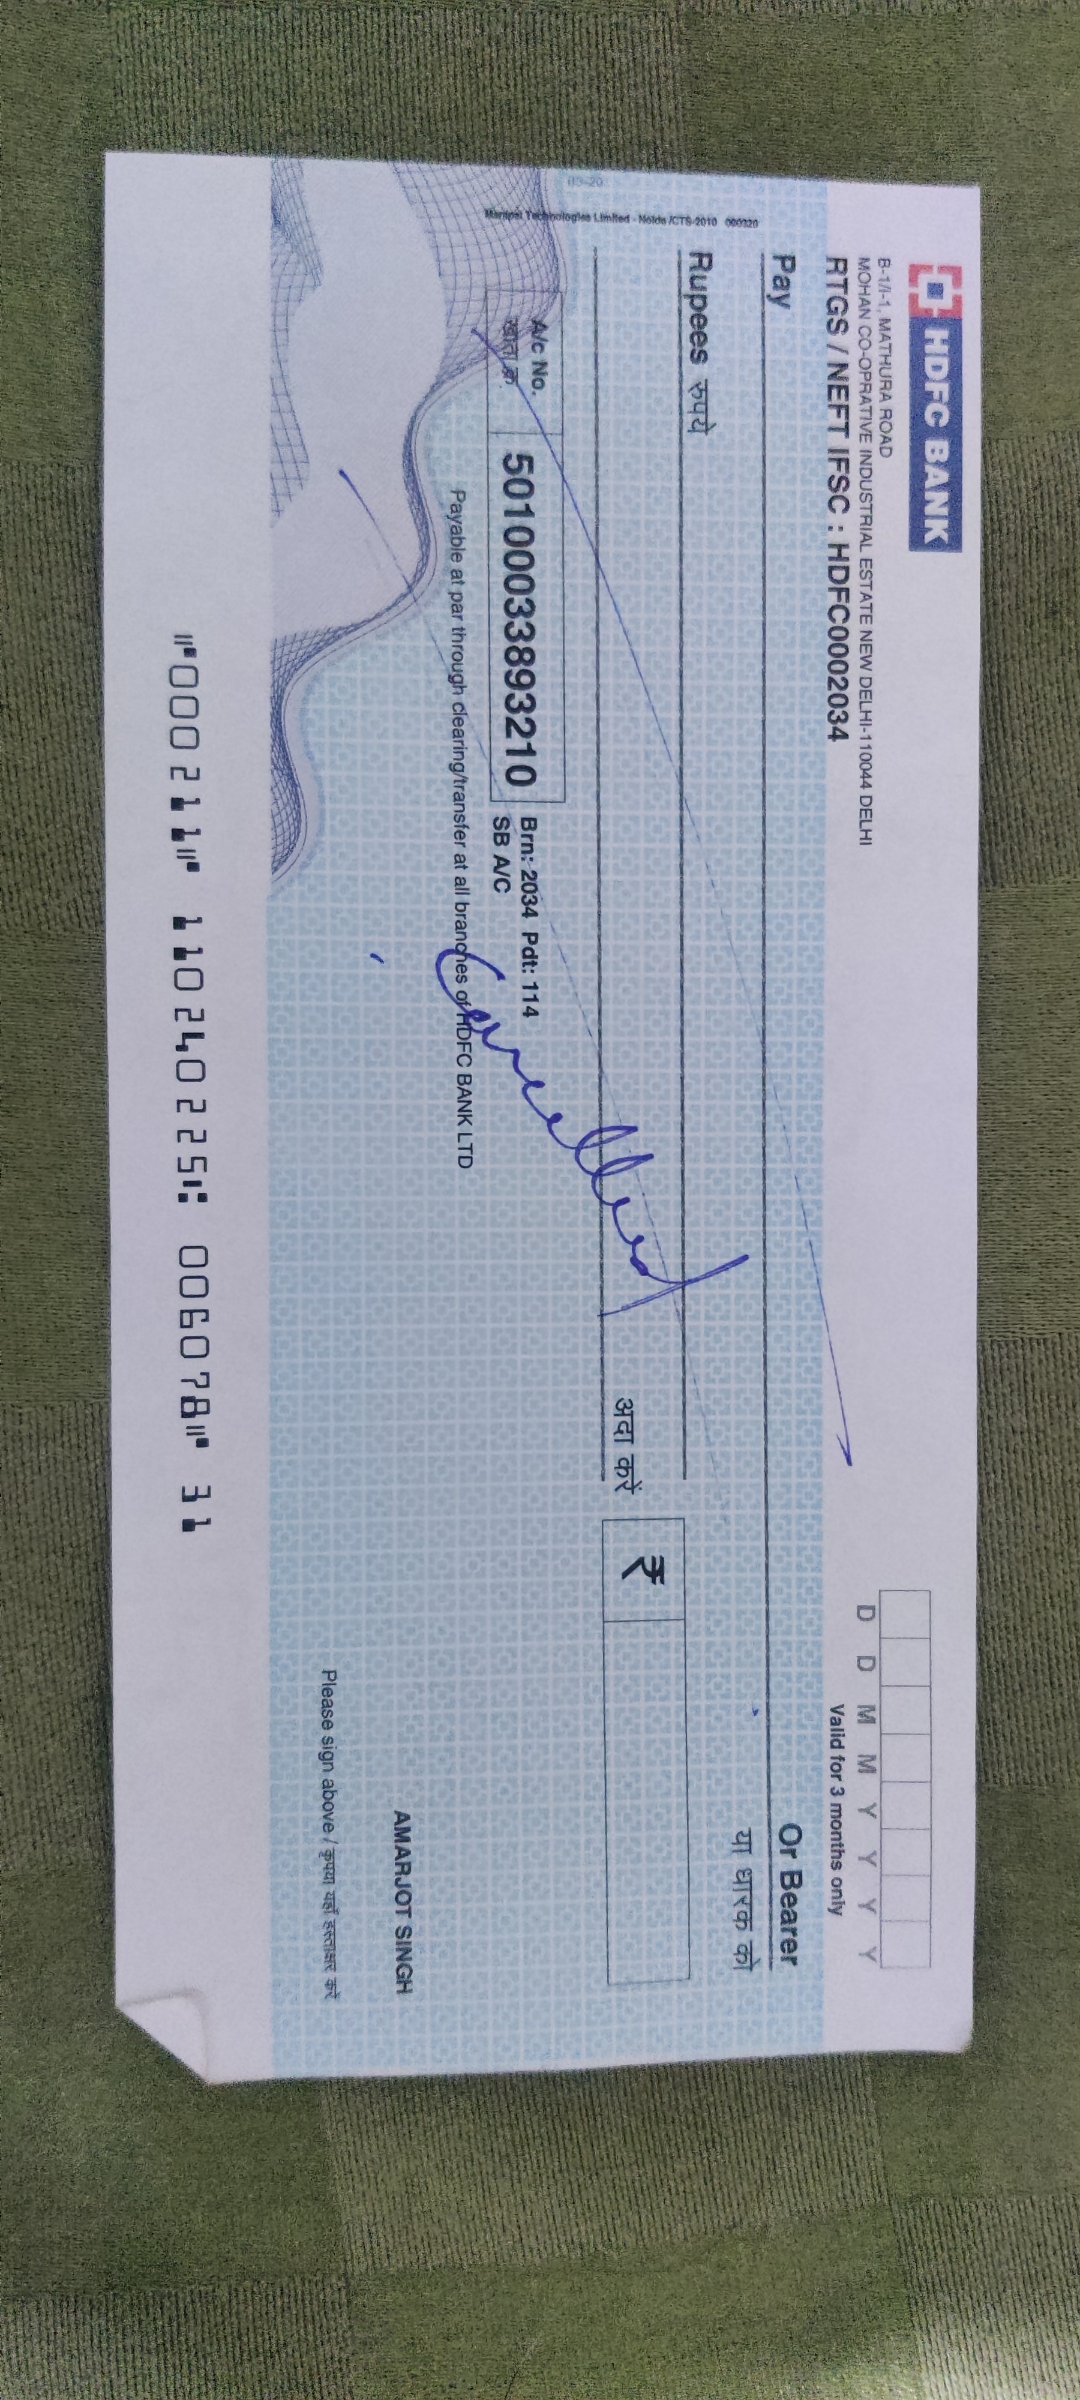 HDFC BANK
B-1/I-1, MATHURA ROAD
MOHAN CO-OPRATIVE INDUSTRIAL ESTATE NEW DELHI-110044 DELHI
RTGS / NEFT IFSC : HDFC0002034
D D M M Y Y Y Y
Valid for 3 months only
Pay
Or Bearer
या धारक को
Rupees रुपये
अदा करें
₹
Cancelled
A/c No.
खाता क्र
50100033893210
Brn: 2034 Pdt: 114
SB A/C
Payable at par through clearing/transfer at all branches of HDFC BANK LTD
AMARJOT SINGH
Please sign above / कृपया यहाँ हस्ताक्षर करें
000211 110240225 006078 31